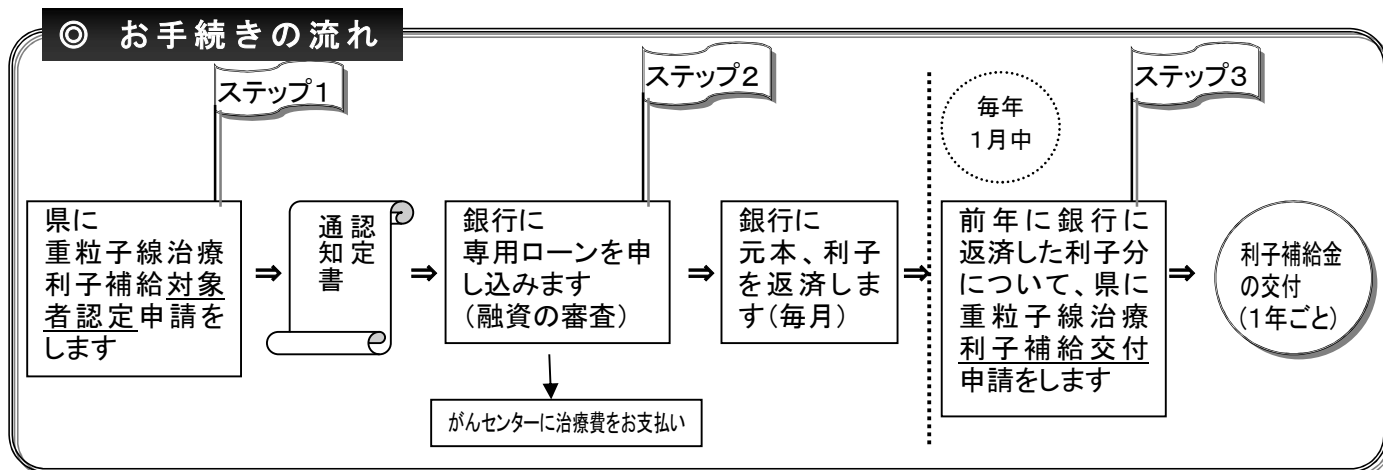 ◎ お手続きの流れ
ステップ1
県に
重粒子線治療
利子補給対象
者認定申請を
します
認定
通知書
ステップ2
銀行に
専用ローンを申
し込みます
(融資の審査)
がんセンターに治療費をお支払い
銀行に
元本、利子
を返済しま
す(毎月)
毎年
1月中
ステップ3
前年に銀行に
返済した利子分
について、県に
重粒子線治療
利子補給交付
申請をします
利子補給金
の交付
(1年ごと)